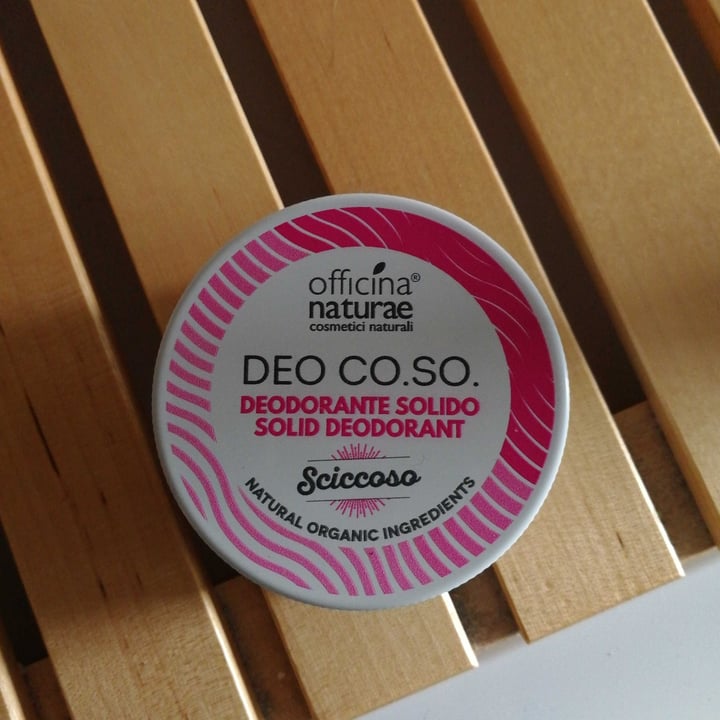 officina®
naturae
cosmetici naturali
DEO CO.SO.
DEODORANTE SOLIDO
SOLID DEODORANT
Sciccoso
NATURAL ORGANIC INGREDIENTS